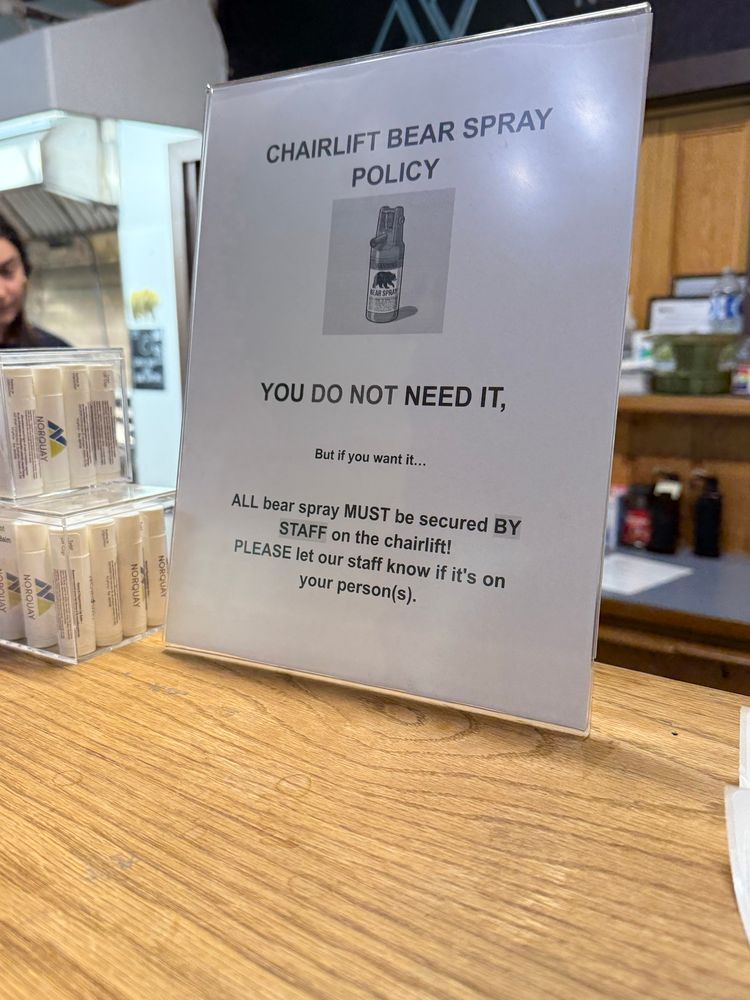 CHAIRLIFT BEAR SPRAY
POLICY
BEAR SPRAY
YOU DO NOT NEED IT,
But if you want it...
ALL bear spray MUST be secured BY
STAFF on the chairlift!
PLEASE let our staff know if it's on
your person(s).
NORQUAY
NORQUAY
NORQUAY
NORQUAY
NORQUAY